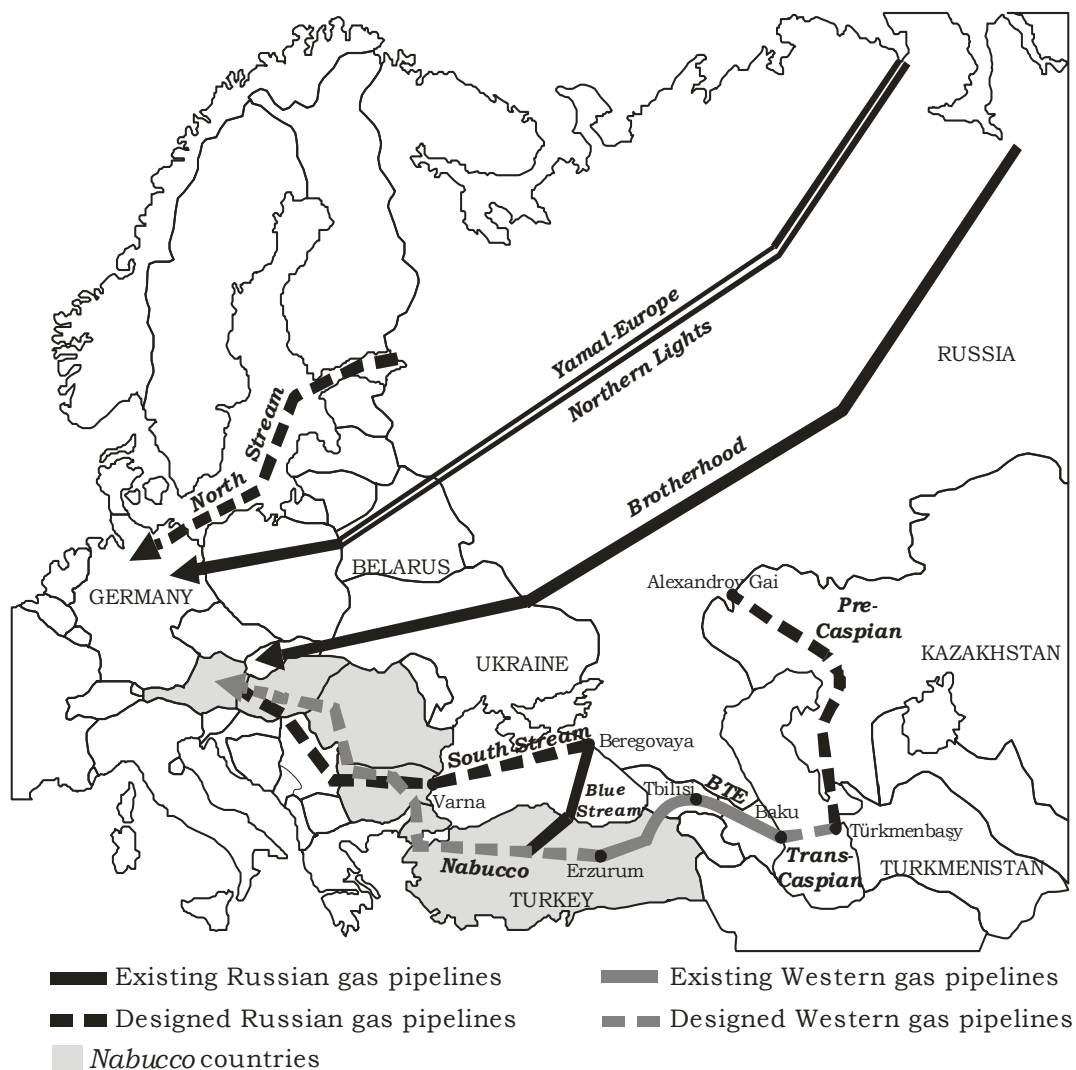 Yamal-Europe
Northern Lights
RUSSIA
North Stream
Brotherhood
BELARUS
GERMANY
Alexandrov Gai
Pre-
Caspian
UKRAINE
KAZAKHSTAN
South Stream
Beregovaya
Varna
Blue
Stream
Tbilisi
BTE
Baku
Türkmenbaşy
Trans-
Caspian
TURKMENISTAN
Nabucco
Erzurum
TURKEY
Existing Russian gas pipelines
Existing Western gas pipelines
Designed Russian gas pipelines
Designed Western gas pipelines
Nabucco countries